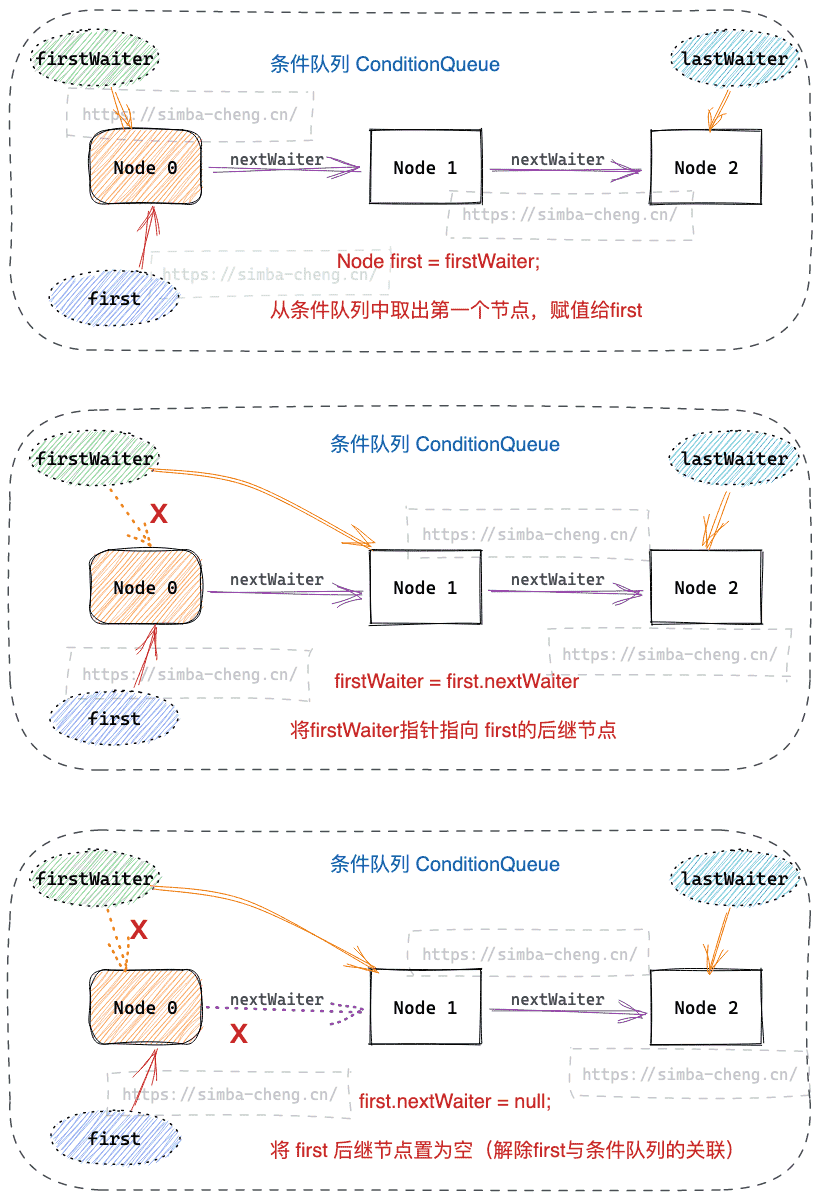 firstWaiter
条件队列 ConditionQueue
lastWaiter
https://simba-cheng.cn/
Node 0
nextWaiter
Node 1
nextWaiter
Node 2
https://simba-cheng.cn/
Node first = firstWaiter;
https://simba-cheng.cn/
first
从条件队列中取出第一个节点，赋值给first
条件队列 ConditionQueue
firstWaiter
lastWaiter
X
https://simba-cheng.cn/
Node 0
nextWaiter
Node 1
nextWaiter
Node 2
https://simba-cheng.cn/
https://simba-cheng.cn/
firstWaiter = first.nextWaiter
first
将firstWaiter指针指向 first的后继节点
条件队列 ConditionQueue
firstWaiter
lastWaiter
X
https://simba-cheng.cn/
Node 0
nextWaiter
Node 1
nextWaiter
Node 2
X
https://simba-cheng.cn/
https://simba-cheng.cn/
first.nextWaiter = null;
first
将 first 后继节点置为空（解除first与条件队列的关联）